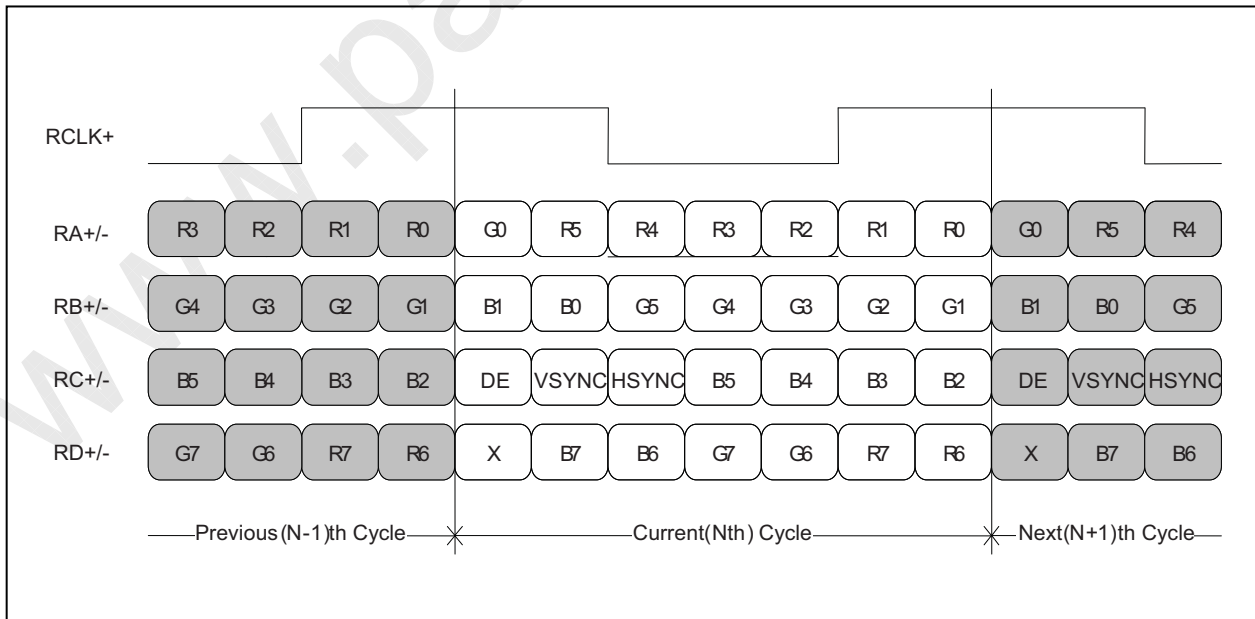 www.pa
RCLK+
RA+/- R3 R2 R1 R0 G0 R5 R4 R3 R2 R1 R0 G0 R5 R4
RB+/- G4 G3 G2 G1 B1 B0 G5 G4 G3 G2 G1 B1 B0 G5
RC+/- B5 B4 B3 B2 DE VSYNC HSYNC B5 B4 B3 B2 DE VSYNC HSYNC
RD+/- G7 G6 R7 R6 X B7 B6 G7 G6 R7 R6 X B7 B6
Previous(N-1)th Cycle Current(Nth) Cycle Next(N+1)th Cycle